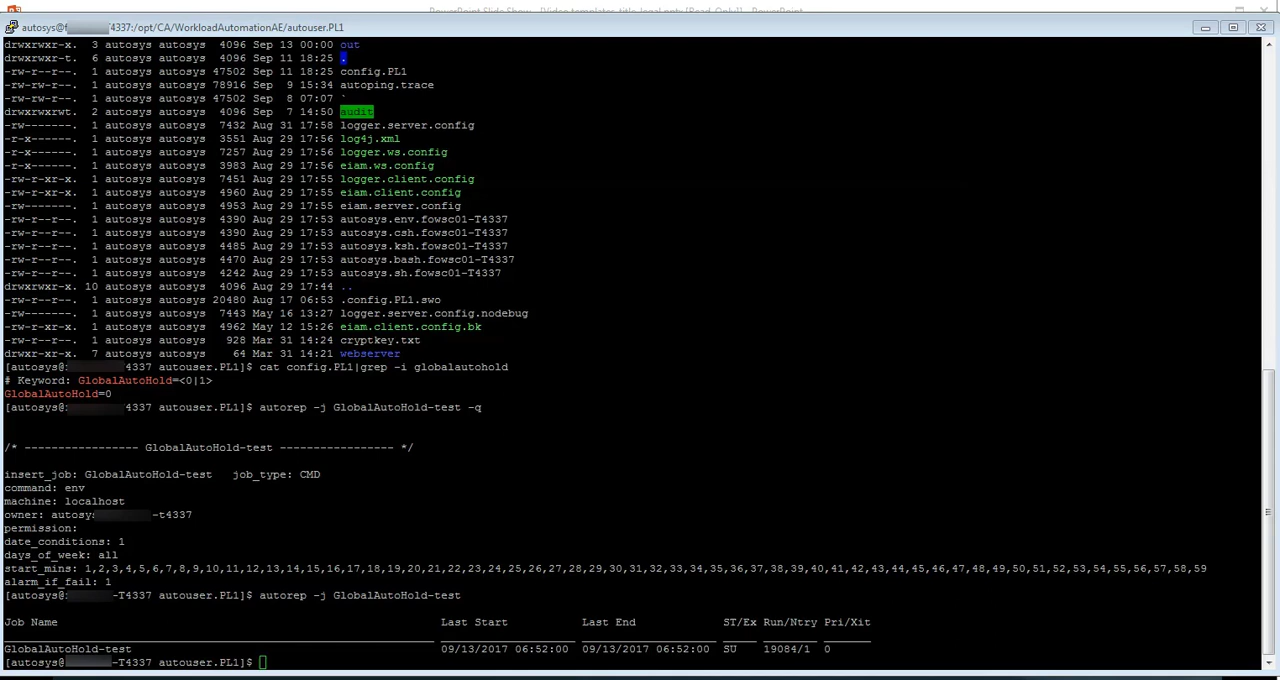 PowerPoint Slide Show - [Video templates-title-legal.pptx [Read-Only]] - PowerPoint
autosys@f 4337:/opt/CA/WorkloadAutomationAE/autouser.PL1
drwxrwxr-x. 3 autosys autosys 4096 Sep 13 00:00 out
drwxrwxr-t. 6 autosys autosys 4096 Sep 11 18:25 .
-rw-r--r--. 1 autosys autosys 47502 Sep 11 18:25 config.PL1
-rw-rw-r--. 1 autosys autosys 78916 Sep 9 15:34 autoping.trace
-rw-rw-r--. 1 autosys autosys 47502 Sep 8 07:07 `
drwxrwxrwt. 2 autosys autosys 4096 Sep 7 14:50 audit
-rw-------. 1 autosys autosys 7432 Aug 31 17:58 logger.server.config
-r-x------. 1 autosys autosys 3551 Aug 29 17:56 log4j.xml
-rwx------. 1 autosys autosys 7257 Aug 29 17:56 logger.ws.config
-r-x------. 1 autosys autosys 3983 Aug 29 17:56 eiam.ws.config
-rw-r-xr-x. 1 autosys autosys 7451 Aug 29 17:55 logger.client.config
-rw-rxr-x. 1 autosys autosys 4960 Aug 29 17:55 eiam.client.config
-rw-------. 1 autosys autosys 4953 Aug 29 17:55 eiam.server.config
-rw-r--r--. 1 autosys autosys 4390 Aug 29 17:53 autosys.env.fowsc01-T4337
-rw-r--r--. 1 autosys autosys 4390 Aug 29 17:53 autosys.csh.fowsc01-T4337
-rw-r--r--. 1 autosys autosys 4485 Aug 29 17:53 autosys.ksh.fowsc01-T4337
-rw-r--r--. 1 autosys autosys 4470 Aug 29 17:53 autosys.bash.fowsc01-T4337
-rw-r--r--. 1 autosys autosys 4242 Aug 29 17:53 autosys.sh.fowsc01-T4337
drwxrwxr-x. 10 autosys autosys 4096 Aug 29 17:44 ..
-rw-r--r--. 1 autosys autosys 20480 Aug 17 06:53 .config.PL1.swo
-rw-------. 1 autosys autosys 7443 May 18 13:27 logger.server.config.nodebug
-rw-r-xr-x. 1 autosys autosys 4962 May 12 15:26 eiam.client.config.bk
-rw-r--r--. 1 autosys autosys 928 Mar 31 14:24 cryptkey.txt
drwxr-xr-x. 7 autosys autosys 64 Mar 31 14:21 webserver
[autosys@ 4337 autouser.PL1]$ cat config.PL1|grep -i globalautohold
# Keyword: GlobalAutoHold=<0|1>
GlobalAutoHold=0
[autosys@ 4337 autouser.PL1]$ autorep -j GlobalAutoHold-test -q
/* ----------------- GlobalAutoHold-test ----------------- */
insert_job: GlobalAutoHold-test job_type: CMD
command: env
machine: localhost
owner: autosys -t4337
permission:
date_conditions: 1
days_of_week: all
start_mins: 1,2,3,4,5,6,7,8,9,10,11,12,13,14,15,16,17,18,19,20,21,22,23,24,25,26,27,28,29,30,31,32,33,34,35,36,37,38,39,40,41,42,43,44,45,46,47,48,49,50,51,52,53,54,55,56,57,58,59
alarm_if_fail: 1
[autosys@ -T4337 autouser.PL1]$ autorep -j GlobalAutoHold-test
Job Name Last Start Last End ST/Ex Run/Ntry Pri/Xit
GlobalAutoHold-test 09/13/2017 06:52:00 09/13/2017 06:52:00 SU 19084/1 0
[autosys@ -T4337 autouser.PL1]$